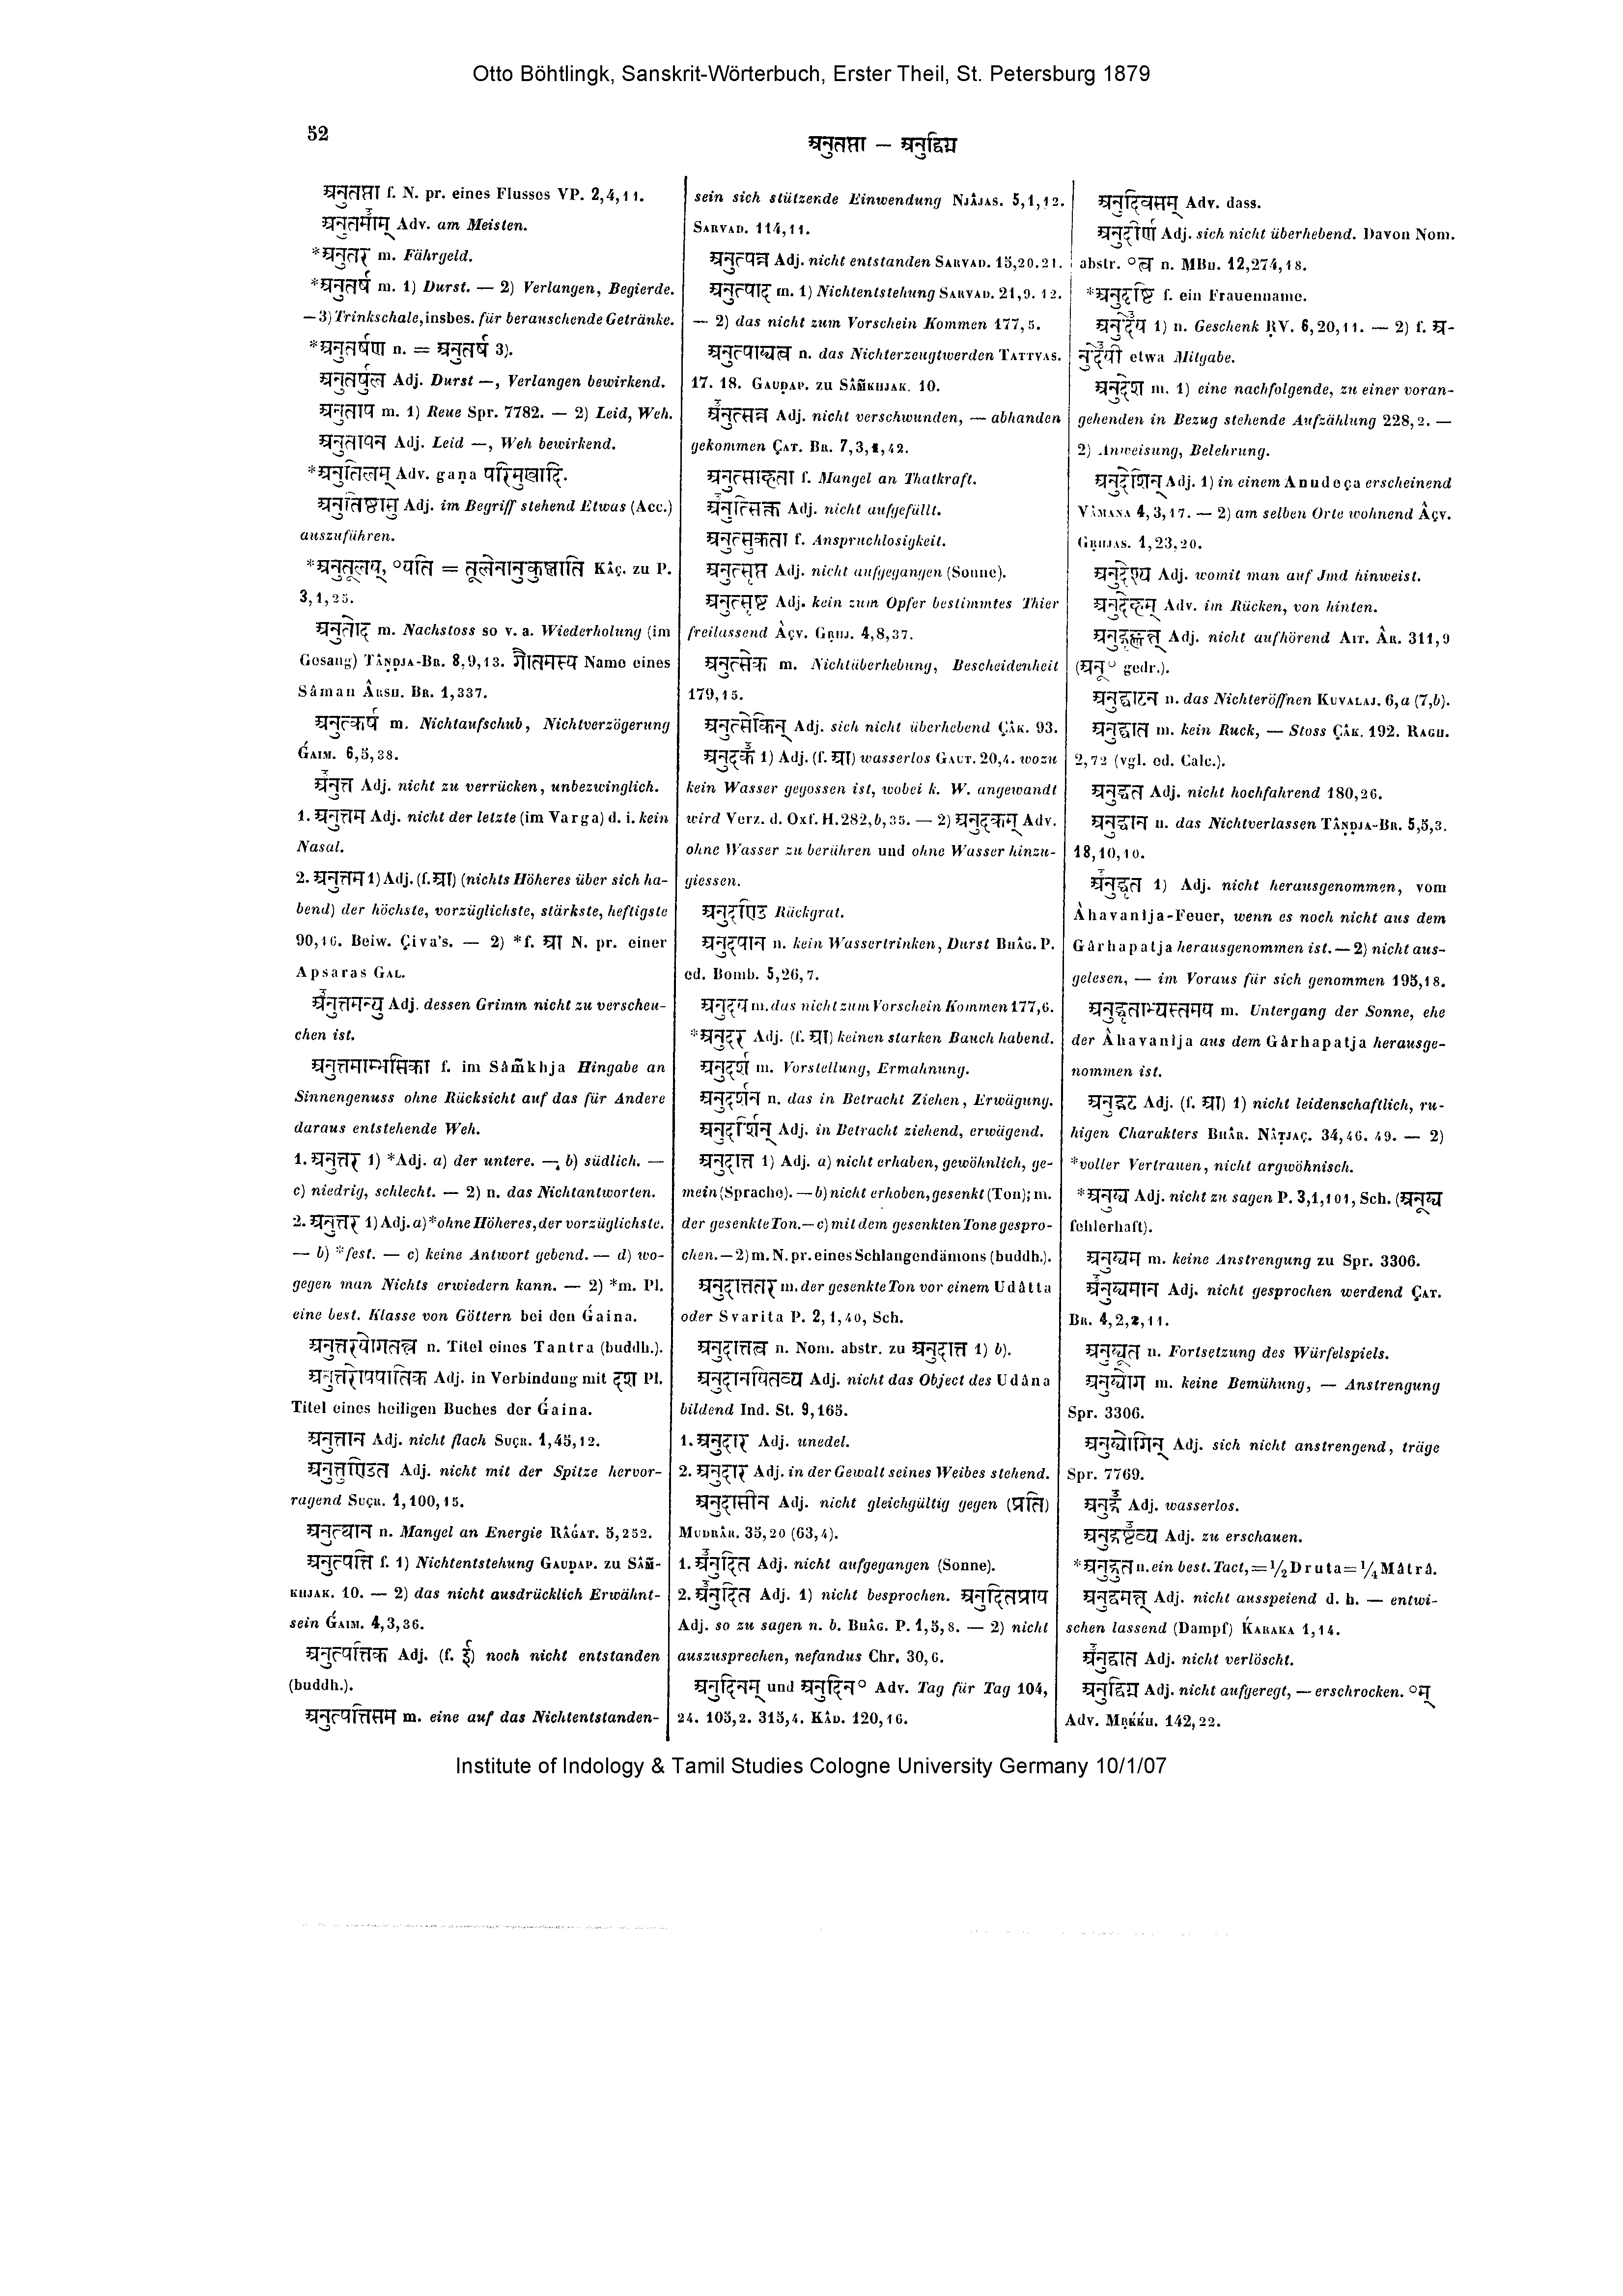 Otto Böhtlingk, Sanskrit-Wörterbuch, Erster Theil, St. Petersburg 1879
52
अनुतप्ता — अनुद्विग्न
अनुतप्ता f. N. pr. eines Flusses VP. 2,4,11.
अनुतमाम् Adv. am Meisten.
*अनुतर m. Fährgeld.
*अनुतर्ष m. 1) Durst. — 2) Verlangen, Begierde.
— 3) Trinkschale, insbes. für berauschende Getränke.
*अनुतर्षण n. = अनुतर्ष 3).
अनुतर्षुल Adj. Durst —, Verlangen bewirkend.
अनुताप m. 1) Reue Spr. 7782. — 2) Leid, Weh.
अनुतापन Adj. Leid —, Weh bewirkend.
*अनुतिलम् Adv. gaṇa परिमुखादि.
अनुतिष्ठासु Adj. im Begriff stehend Etwas (Acc.)
auszuführen.
*अनुतूलय्, °यति = तूलेनानुकुष्णाति Kâç. zu P.
3,1,25.
अनुतोद m. Nachstoss so v. a. Wiederholung (im
Gesang) Tâṇḍja-Br. 8,9,13. गौतमस्य Name eines
Sâman Ârsh. Br. 1,337.
अनुत्कर्ष m. Nichtaufschub, Nichtverzögerung
Ǵaim. 6,5,38.
अनुत्त Adj. nicht zu verrücken, unbezwinglich.
1. अनुत्तम Adj. nicht der letzte (im Varga) d. i. kein
Nasal.
2. अनुत्तम 1) Adj. (f. आ) (nichts Höheres über sich ha-
bend) der höchste, vorzüglichste, stärkste, heftigste
90,16. Beiw. Çiva's. — 2) *f. आ N. pr. einer
Apsaras Gal.
अनुत्तमन्यु Adj. dessen Grimm nicht zu verscheu-
chen ist.
अनुत्तमाम्भसिका f. im Sâm̃khja Hingabe an
Sinnengenuss ohne Rücksicht auf das für Andere
daraus entstehende Weh.
1. अनुत्तर 1) *Adj. a) der untere. —, b) südlich. —
c) niedrig, schlecht. — 2) n. das Nichtantworten.
2. अनुत्तर 1) Adj. a) *ohne Höheres, der vorzüglichste.
— b) *fest. — c) keine Antwort gebend. — d) wo-
gegen man Nichts erwiedern kann. — 2) *m. Pl.
eine best. Klasse von Göttern bei den Ǵaina.
अनुत्तरयोगतन्त्र n. Titel eines Tantra (buddh.).
अनुत्तरोपपातिक Adj. in Verbindung mit दश Pl.
Titel eines heiligen Buches der Ǵaina.
अनुत्तान Adj. nicht flach Suçr. 1,45,12.
अनुत्तुण्डित Adj. nicht mit der Spitze hervor-
ragend Suçr. 1,100,15.
अनुत्थान n. Mangel an Energie Râǵat. 5,252.
अनुत्पत्ति f. 1) Nichtentstehung Gauḍap. zu Sâm̃-
khjak. 10. — 2) das nicht ausdrücklich Erwähnt-
sein Ǵaim. 4,3,36.
अनुत्पत्तिक Adj. (f. ई) noch nicht entstanden
(buddh.).
अनुत्पत्तिसम m. eine auf das Nichtentstanden-
sein sich stützende Einwendung Njâjas. 5,1,12.
Sarvad. 114,11.
अनुत्पन्न Adj. nicht entstanden Sarvad. 15,20.21.
अनुत्पाद m. 1) Nichtentstehung Sarvad. 21,9. 12.
— 2) das nicht zum Vorschein Kommen 177,5.
अनुत्पाद्यत्व n. das Nichterzeugtwerden Tattvas.
17. 18. Gauḍap. zu Sâm̃khjak. 10.
अनुत्सन्न Adj. nicht verschwunden, — abhanden
gekommen Çat. Br. 7,3,1,42.
अनुत्साहता f. Mangel an Thatkraft.
अनुत्सिक्त Adj. nicht aufgefüllt.
अनुत्सुकता f. Anspruchlosigkeit.
अनुत्सृप्त Adj. nicht aufgegangen (Sonne).
अनुत्सृष्ट Adj. kein zum Opfer bestimmtes Thier
freilassend Âçv. Gṛhj. 4,8,37.
अनुत्सेक m. Nichtüberhebung, Bescheidenheit
179,15.
अनुत्सेकिन् Adj. sich nicht überhebend Çâk. 93.
अनुदक 1) Adj. (f. आ) wasserlos Gaut. 20,4. wozu
kein Wasser gegossen ist, wobei k. W. angewandt
wird Verz. d. Oxf. H. 282,b,35. — 2) अनुदकम् Adv.
ohne Wasser zu berühren und ohne Wasser hinzu-
giessen.
अनुदण्डि Rückgrat.
अनुदपान n. kein Wassertrinken, Durst Bhâg. P.
ed. Bomb. 5,26,7.
अनुदय m. das nicht zum Vorschein Kommen 177,6.
*अनुदर Adj. (f. आ) keinen starken Bauch habend.
अनुदर्श m. Vorstellung, Ermahnung.
अनुदर्शन n. das in Betracht Ziehen, Erwägung.
अनुदर्शिन् Adj. in Betracht ziehend, erwägend.
अनुदात्त 1) Adj. a) nicht erhaben, gewöhnlich, ge-
mein (Sprache). — b) nicht erhoben, gesenkt (Ton); m.
der gesenkte Ton. — c) mit dem gesenkten Tone gespro-
chen. — 2) m. N. pr. eines Schlangendämons (buddh.).
अनुदात्ततर m. der gesenkte Ton vor einem Udâtta
oder Svarita P. 2,1,40, Sch.
अनुदात्तत्व n. Nom. abstr. zu अनुदात्त 1) b).
अनुदानयितव्य Adj. nicht das Object des Udâna
bildend Ind. St. 9,165.
1. अनुदार Adj. unedel.
2. अनुदार Adj. in der Gewalt seines Weibes stehend.
अनुदासीन Adj. nicht gleichgültig gegen (प्रति)
Mudrâr. 35,20 (63,4).
1. अनुदित Adj. nicht aufgegangen (Sonne).
2. अनुदित Adj. 1) nicht besprochen. अनुदितप्राय
Adj. so zu sagen n. b. Bhâg. P. 1,5,8. — 2) nicht
auszusprechen, nefandus Chr. 30,6.
अनुदिनम् und अनुदिन° Adv. Tag für Tag 104,
24. 105,2. 315,4. Kâd. 120,16.
अनुदिवसम् Adv. dass.
अनुदीर्ण Adj. sich nicht überhebend. Davon Nom.
abstr. °त्व n. MBh. 12,274,18.
*अनुदृष्टि f. ein Frauenname.
अनुदेय 1) n. Geschenk ṚV. 6,20,11. — 2) f. अ-
नुदेयी etwa Mitgabe.
अनुदेश m. 1) eine nachfolgende, zu einer voran-
gehenden in Bezug stehende Aufzählung 228,2. —
2) Anweisung, Belehrung.
अनुदेशिन् Adj. 1) in einem Anudeça erscheinend
Vâmana 4,3,17. — 2) am selben Orte wohnend Âçv.
Gṛhjas. 1,23,20.
अनुदेश्य Adj. womit man auf Jmd hinweist.
अनुदेहम् Adv. im Rücken, von hinten.
अनुद्गृह्णत् Adj. nicht aufhörend Ait. Âr. 311,9
(अनू° gedr.).
अनुद्घाटन n. das Nichteröffnen Kuvalaj. 6,a (7,b).
अनुद्घात m. kein Ruck, — Stoss Çâk. 192. Ragh.
2,72 (vgl. ed. Calc.).
अनुद्धत Adj. nicht hochfahrend 180,26.
अनुद्धान n. das Nichtverlassen Tâṇḍja-Br. 5,5,3.
18,10,10.
अनुद्धृत 1) Adj. nicht herausgenommen, vom
Âhavanîja-Feuer, wenn es noch nicht aus dem
Gârhapatja herausgenommen ist. — 2) nicht aus-
gelesen, — im Voraus für sich genommen 195,18.
अनुद्धृताभ्यस्तमय m. Untergang der Sonne, ehe
der Âhavanîja aus dem Gârhapatja herausge-
nommen ist.
अनुद्भट Adj. (f. आ) 1) nicht leidenschaftlich, ru-
higen Charakters Bhâr. Nâṭjaç. 34,46. 49. — 2)
*voller Vertrauen, nicht argwöhnisch.
*अनुद्य Adj. nicht zu sagen P. 3,1,101, Sch. (अनूद्य
fehlerhaft).
अनुद्यम m. keine Anstrengung zu Spr. 3306.
अनुद्यमान Adj. nicht gesprochen werdend Çat.
Br. 4,2,2,11.
अनुद्यूत n. Fortsetzung des Würfelspiels.
अनुद्योग m. keine Bemühung, — Anstrengung
Spr. 3306.
अनुद्योगिन् Adj. sich nicht anstrengend, träge
Spr. 7769.
अनुद्र Adj. wasserlos.
अनुद्रष्टव्य Adj. zu erschauen.
*अनुद्रुत n. ein best. Tact, = 1/2 Druta = 1/4 Mâtrâ.
अनुद्वमन्त् Adj. nicht ausspeiend d. h. — entwi-
schen lassend (Dampf) Ḱaraka 1,14.
अनुद्वात Adj. nicht verlöscht.
अनुद्विग्न Adj. nicht aufgeregt, — erschrocken. °म्
Adv. Mṛḱḱh. 142,22.
Institute of Indology & Tamil Studies Cologne University Germany 10/1/07